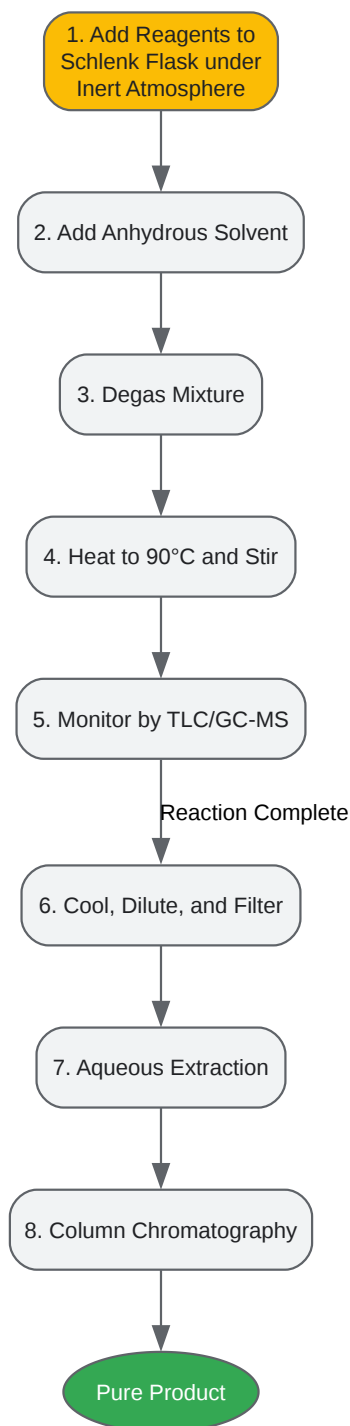 1. Add Reagents to
Schlenk Flask under
Inert Atmosphere
2. Add Anhydrous Solvent
3. Degas Mixture
4. Heat to 90°C and Stir
5. Monitor by TLC/GC-MS
Reaction Complete
6. Cool, Dilute, and Filter
7. Aqueous Extraction
8. Column Chromatography
Pure Product